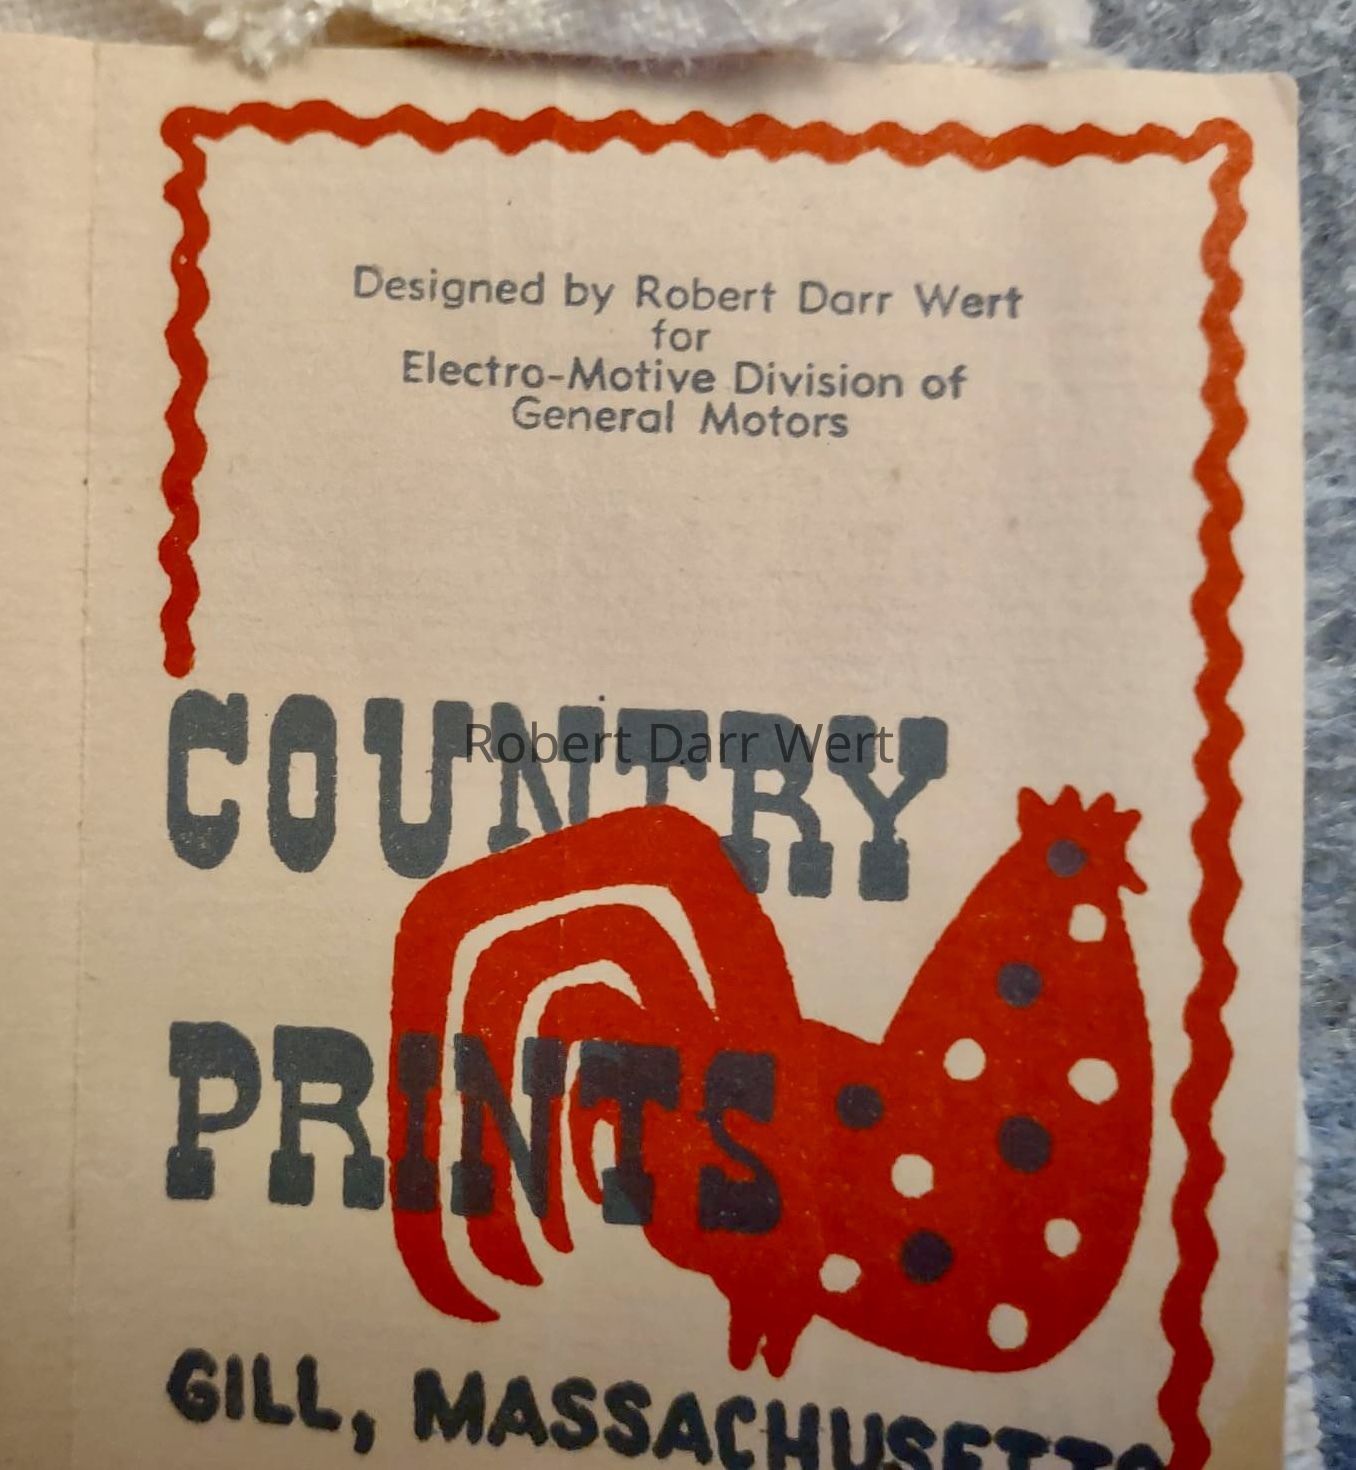 Designed by Robert Darr Wert
for
Electro-Motive Division of
General Motors
COUNTRY
Robert Darr Wert
PRINTS
GILL, MASSACHUSETTS